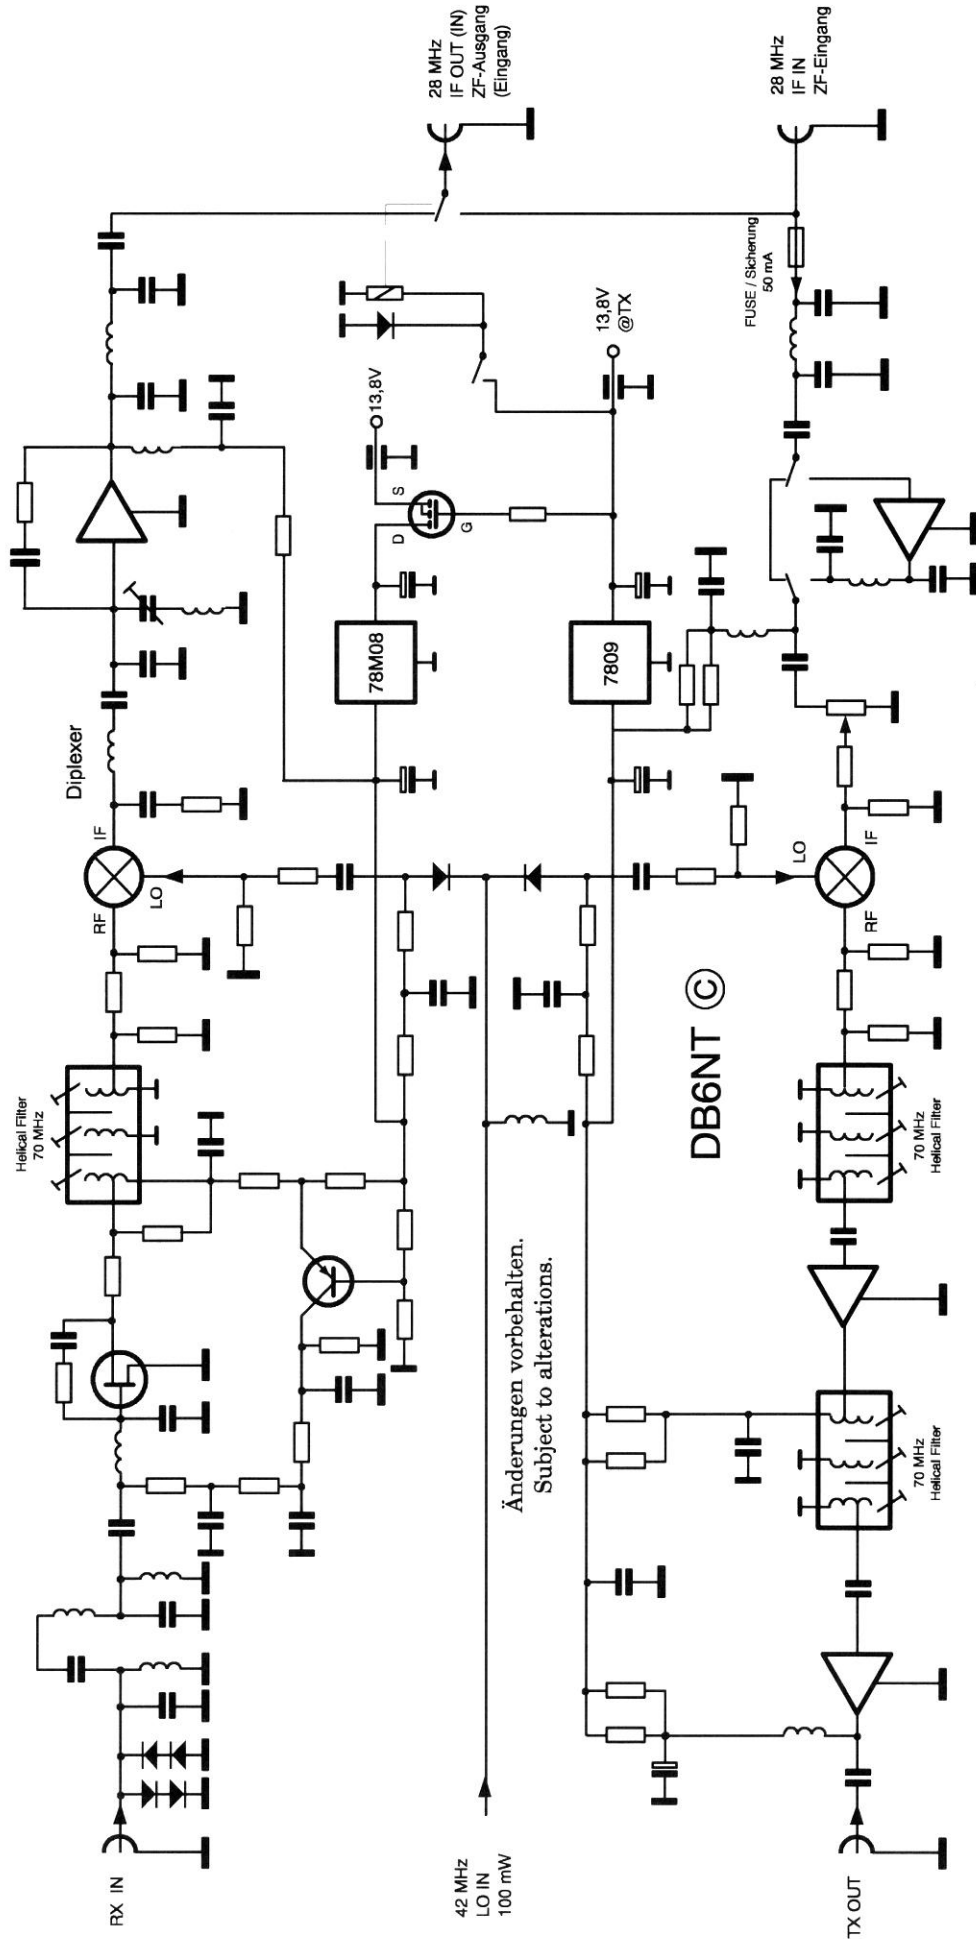 RX IN
Helical Filter
70 MHz
RF
IF
LO
Diplexer
28 MHz
IF OUT (IN)
ZF-Ausgang
(Eingang)
13,8V
S
D
G
78M08
7809
13,8V
@TX
42 MHz
LO IN
100 mW
Änderungen vorbehalten.
Subject to alterations.
DB6NT ©
FUSE / Sicherung
50 mA
28 MHz
IF IN
ZF-Eingang
LO
RF
IF
70 MHz
Helical Filter
70 MHz
Helical Filter
TX OUT